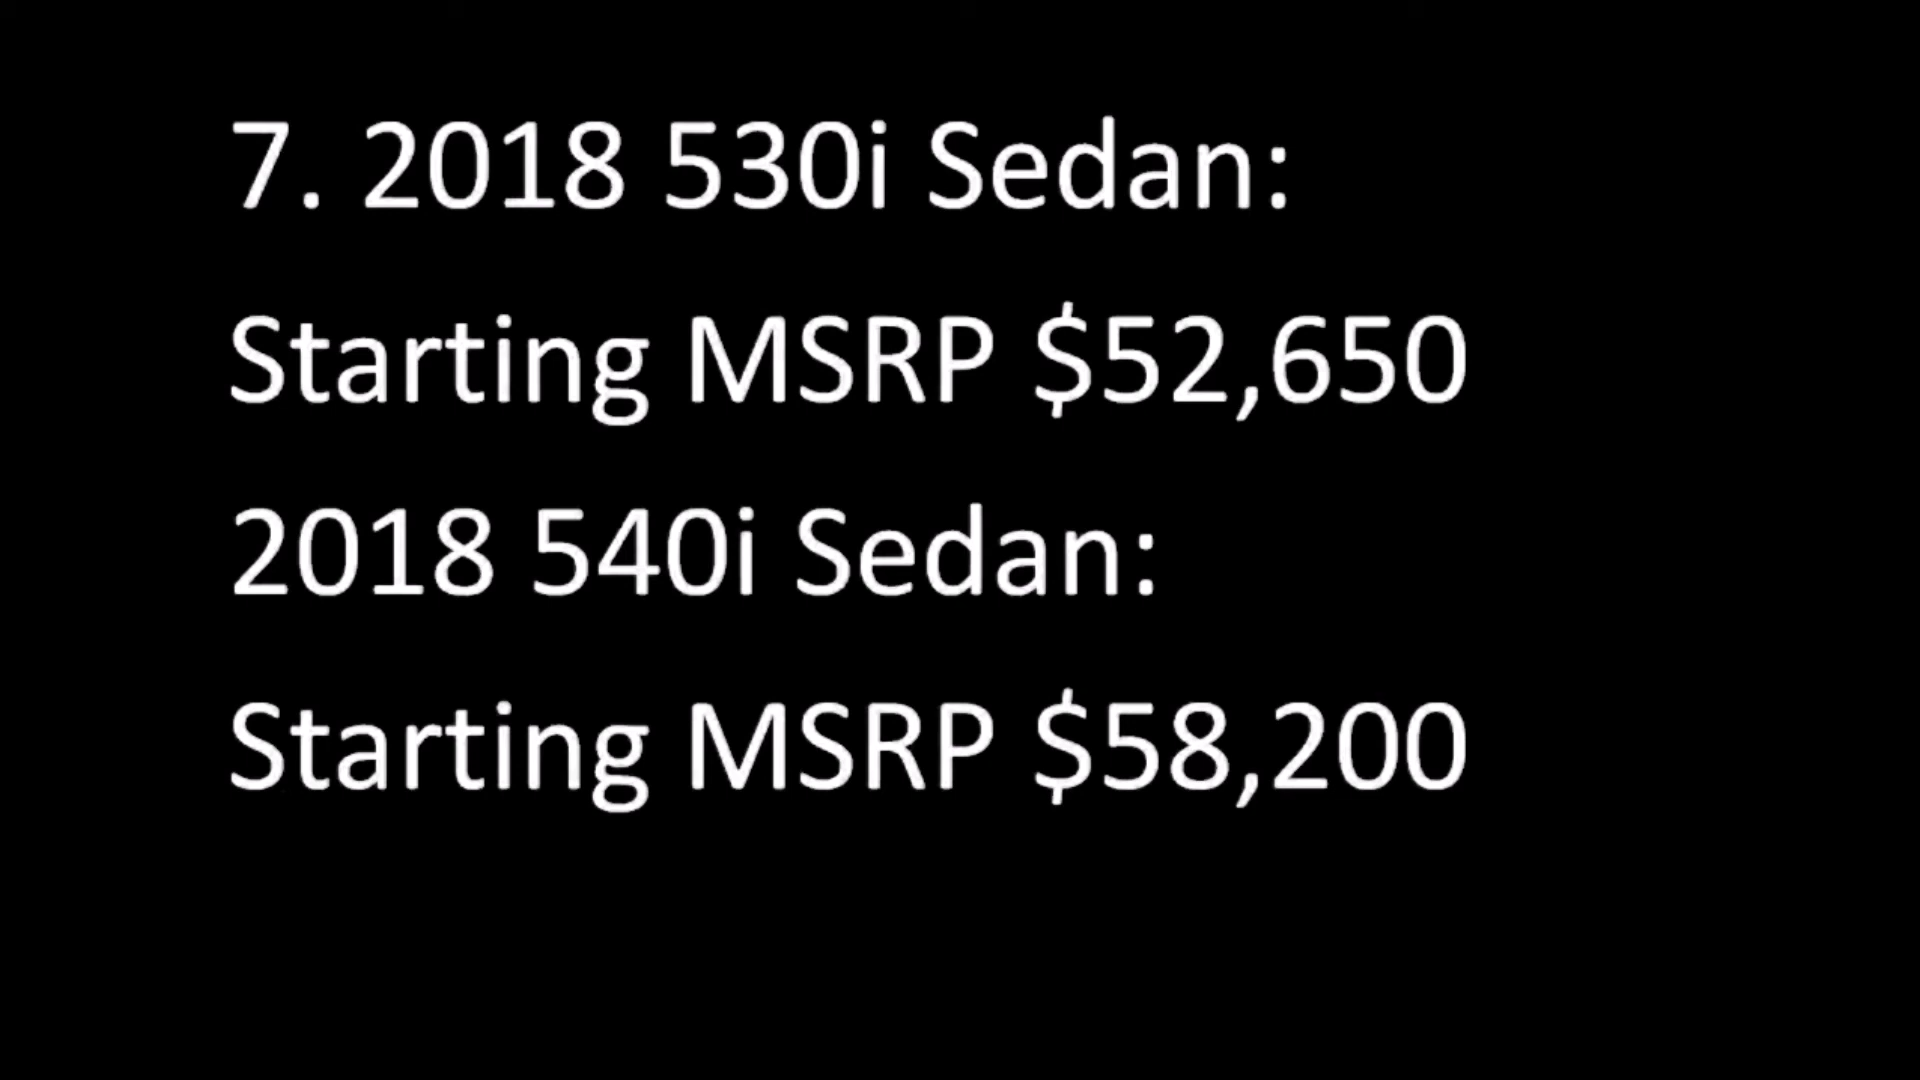 7. 2018 530i Sedan:
Starting MSRP $52,650
2018 540i Sedan:
Starting MSRP $58,200